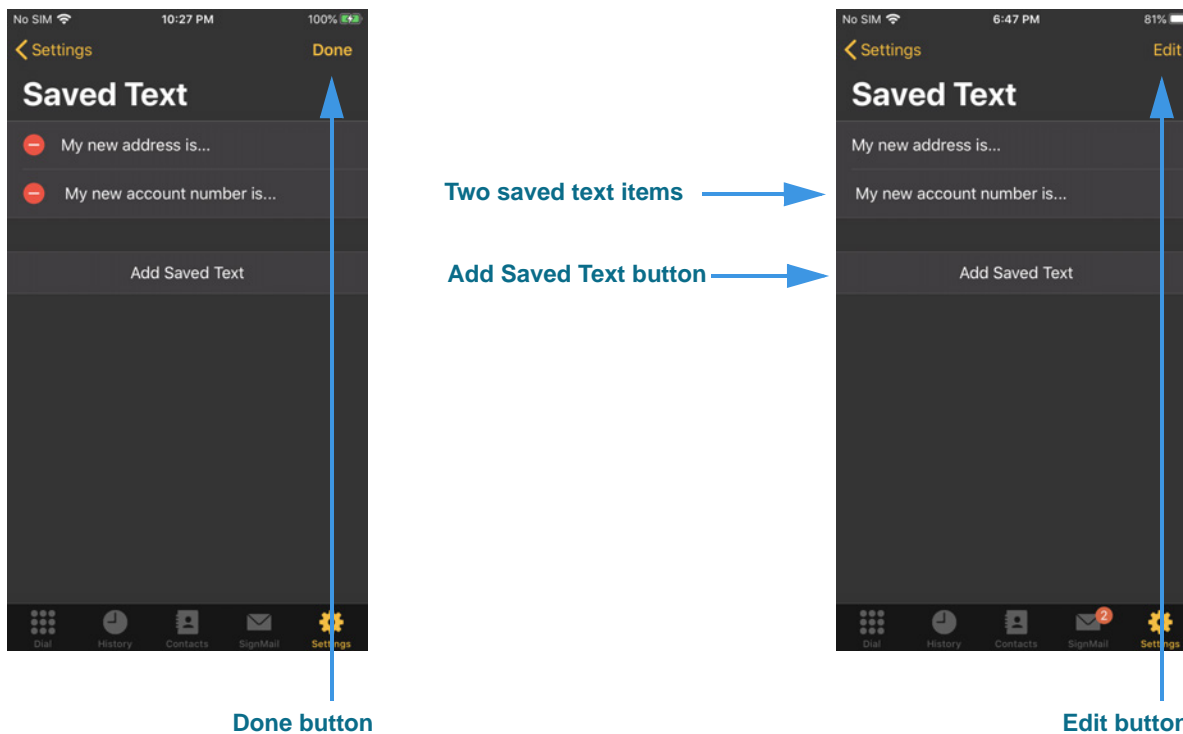 No SIM 10:27 PM 100%
Settings Done
Saved Text
My new address is...
My new account number is...
Add Saved Text
Dial History Contacts SignMail Settings
Done button
Two saved text items
Add Saved Text button
No SIM 6:47 PM 81%
Settings Edit
Saved Text
My new address is...
My new account number is...
Add Saved Text
2
Dial History Contacts SignMail Settings
Edit button